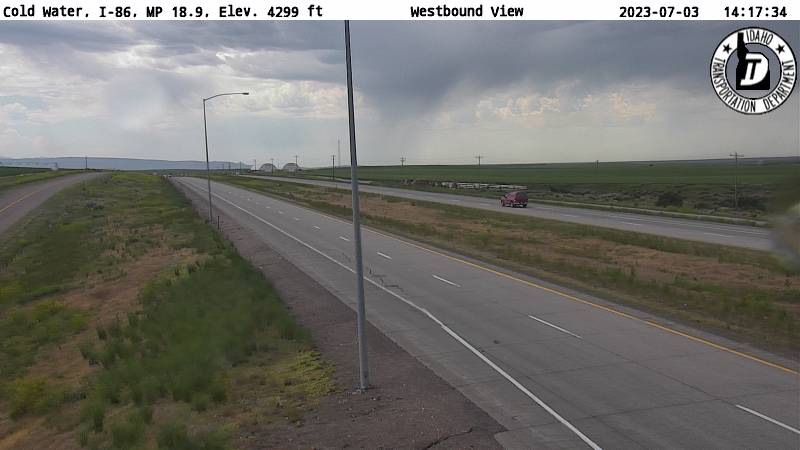 Cold Water, I-86, MP 18.9, Elev. 4299 ft Westbound View 2023-07-03 14:17:34
IDAHO
TRANSPORTATION DEPARTMENT